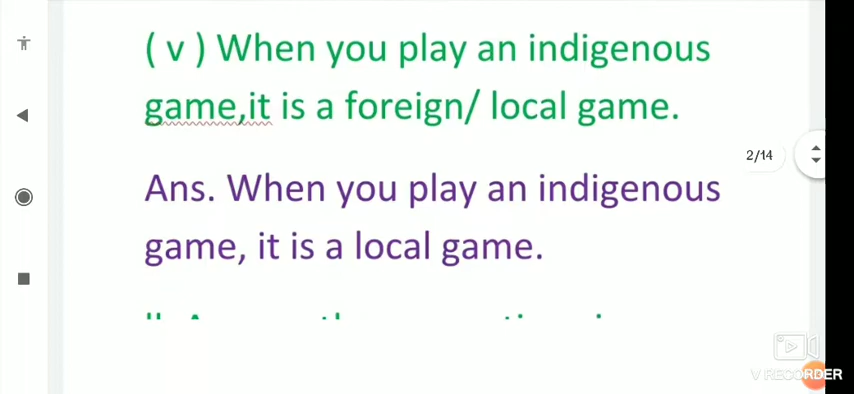 ( v ) When you play an indigenous
game,it is a foreign/ local game.
2/14
Ans. When you play an indigenous
game, it is a local game.
V RECORDER